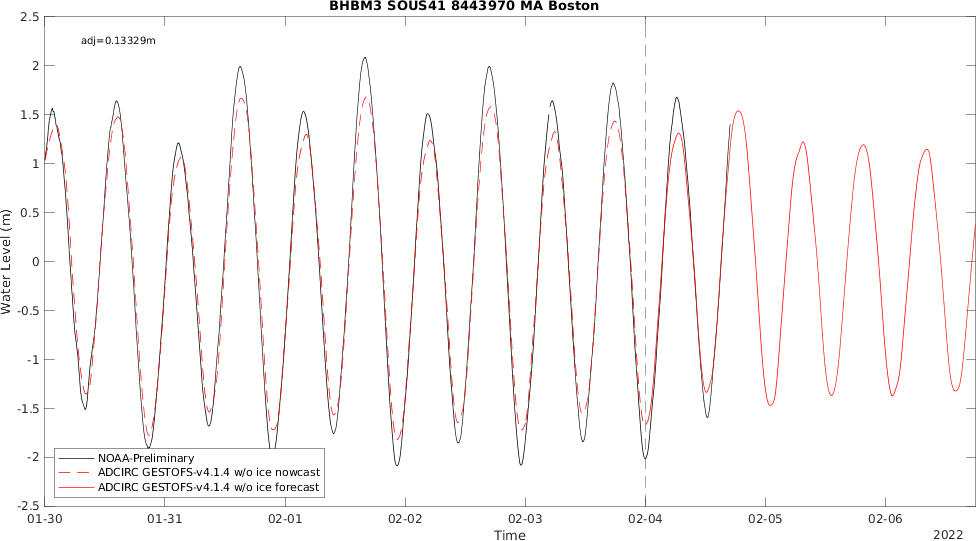 BHBM3 SOUS41 8443970 MA Boston
adj=0.13329m
2.5
2
1.5
1
0.5
0
-0.5
-1
-1.5
-2
-2.5
Water Level (m)
NOAA-Preliminary
ADCIRC GESTOFS-v4.1.4 w/o ice nowcast
ADCIRC GESTOFS-v4.1.4 w/o ice forecast
01-30 01-31 02-01 02-02 02-03 02-04 02-05 02-06
Time
2022